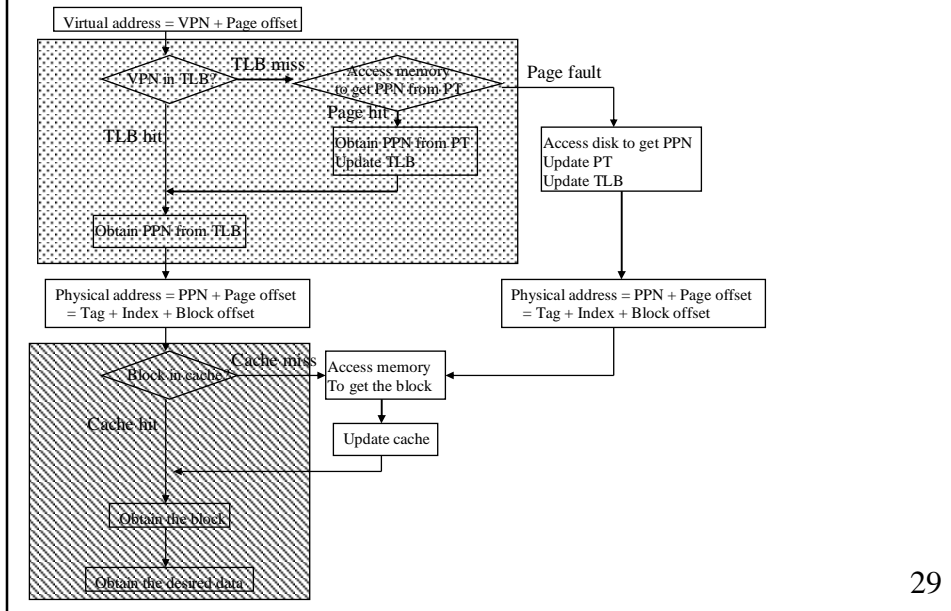 Virtual address = VPN + Page offset
TLB miss
VPN in TLB?
Access memory
to get PPN from PT
Page fault
Page hit
TLB hit
Obtain PPN from PT
Update TLB
Access disk to get PPN
Update PT
Update TLB
Obtain PPN from TLB
Physical address = PPN + Page offset
= Tag + Index + Block offset
Physical address = PPN + Page offset
= Tag + Index + Block offset
Cache miss
Block in cache?
Access memory
To get the block
Cache hit
Update cache
Obtain the block
Obtain the desired data
29